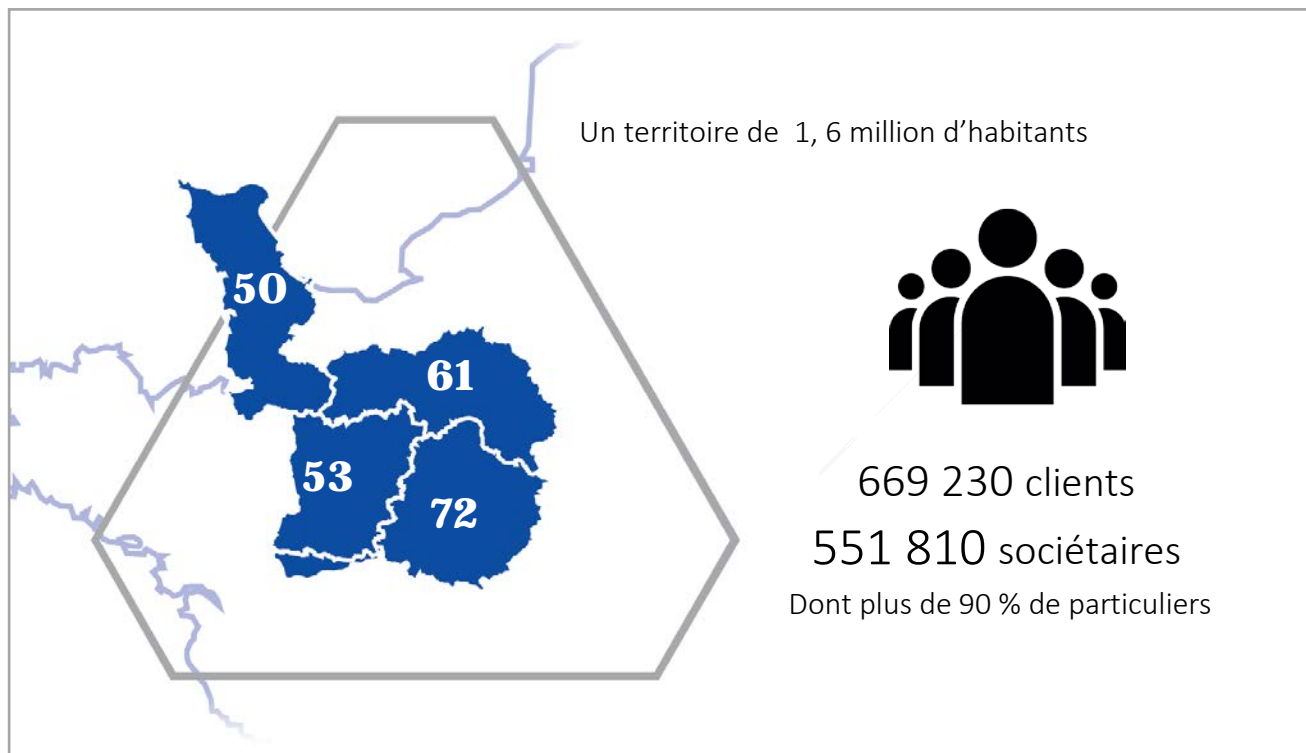 Un territoire de  1, 6 million d’habitants
50
61
53
72
669 230 clients
551 810 sociétaires
Dont plus de 90 % de particuliers